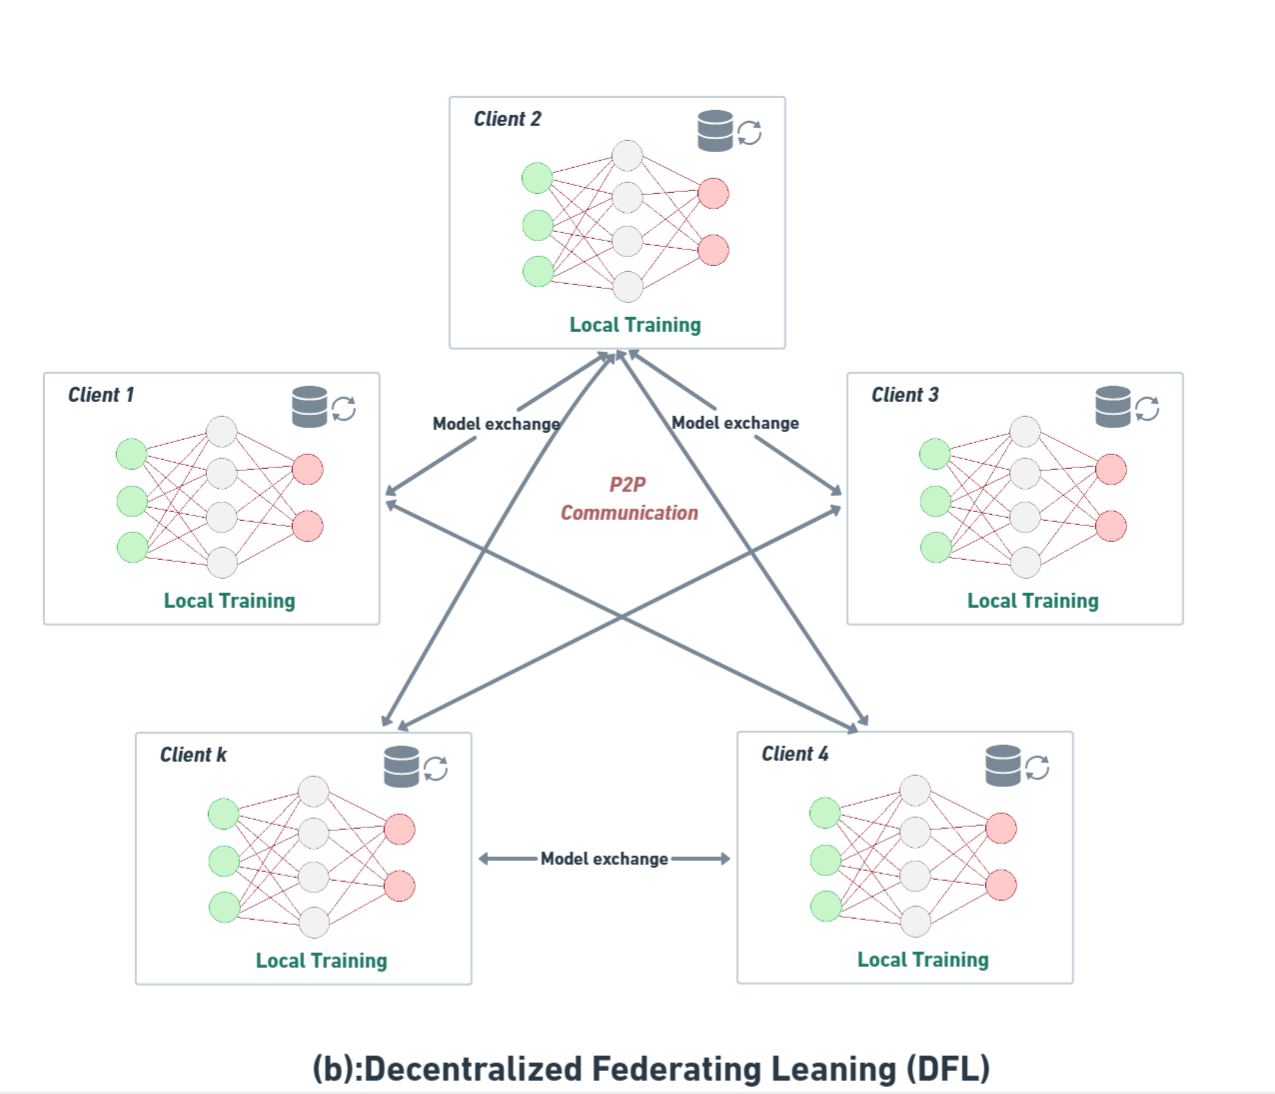 Client 2
Local Training
Client 1
Local Training
Client 3
Local Training
Model exchange
Model exchange
P2P
Communication
Client k
Local Training
Client 4
Local Training
Model exchange
(b):Decentralized Federating Leaning (DFL)